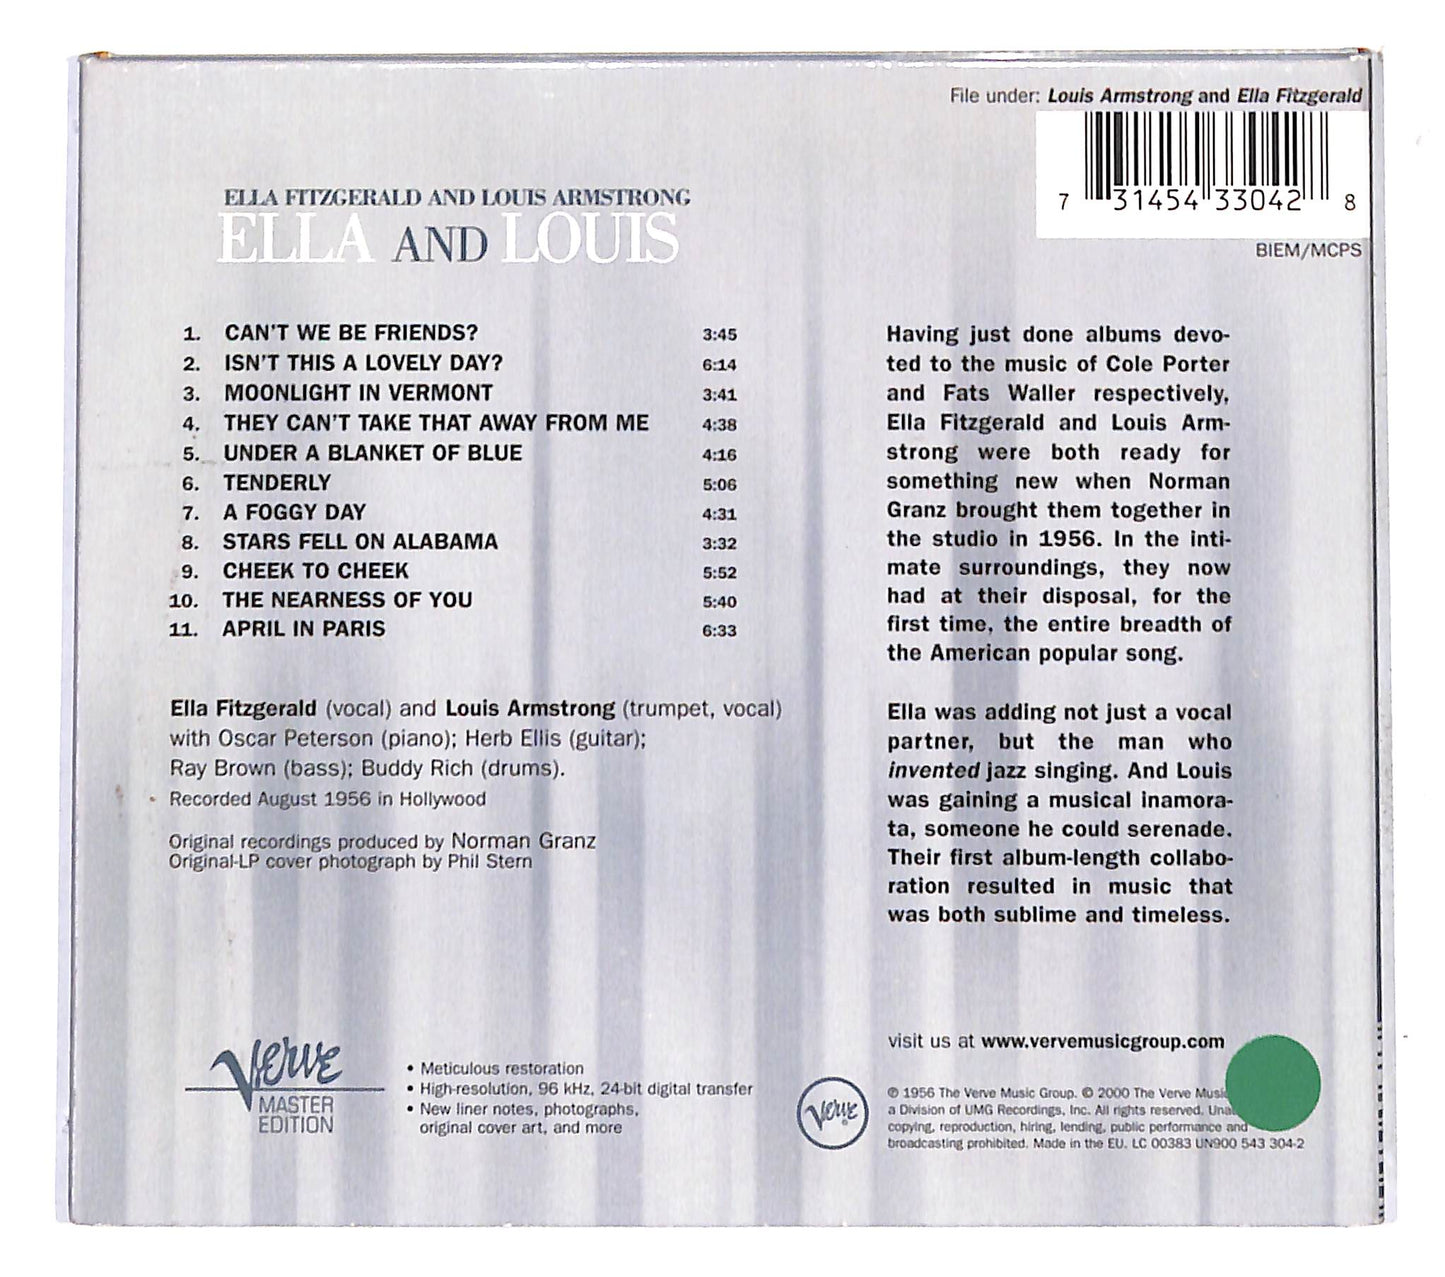 File under: Louis Armstrong and Ella Fitzgerald
7 31454 33042 8
BIEM/MCPS
ELLA FITZGERALD AND LOUIS ARMSTRONG
ELLA AND LOUIS
1. CAN'T WE BE FRIENDS? 3:45
2. ISN'T THIS A LOVELY DAY? 6:14
3. MOONLIGHT IN VERMONT 3:41
4. THEY CAN'T TAKE THAT AWAY FROM ME 4:38
5. UNDER A BLANKET OF BLUE 4:16
6. TENDERLY 5:06
7. A FOGGY DAY 4:31
8. STARS FELL ON ALABAMA 3:32
9. CHEEK TO CHEEK 5:52
10. THE NEARNESS OF YOU 5:40
11. APRIL IN PARIS 6:33
Ella Fitzgerald (vocal) and Louis Armstrong (trumpet, vocal)
with Oscar Peterson (piano); Herb Ellis (guitar);
Ray Brown (bass); Buddy Rich (drums).
Recorded August 1956 in Hollywood
Original recordings produced by Norman Granz
Original-LP cover photograph by Phil Stern
Having just done albums devo-
ted to the music of Cole Porter
and Fats Waller respectively,
Ella Fitzgerald and Louis Arm-
strong were both ready for
something new when Norman
Granz brought them together in
the studio in 1956. In the inti-
mate surroundings, they now
had at their disposal, for the
first time, the entire breadth of
the American popular song.
Ella was adding not just a vocal
partner, but the man who
invented jazz singing. And Louis
was gaining a musical inamora-
ta, someone he could serenade.
Their first album-length collabo-
ration resulted in music that
was both sublime and timeless.
Verve
MASTER
EDITION
• Meticulous restoration
• High-resolution, 96 kHz, 24-bit digital transfer
• New liner notes, photographs,
original cover art, and more
Verve
visit us at www.vervemusicgroup.com
℗ 1956 The Verve Music Group. © 2000 The Verve Music
a Division of UMG Recordings, Inc. All rights reserved.
copying, reproduction, hiring, lending, public performance and
broadcasting prohibited. Made in the EU. LC 00383 UN900 543 304-2